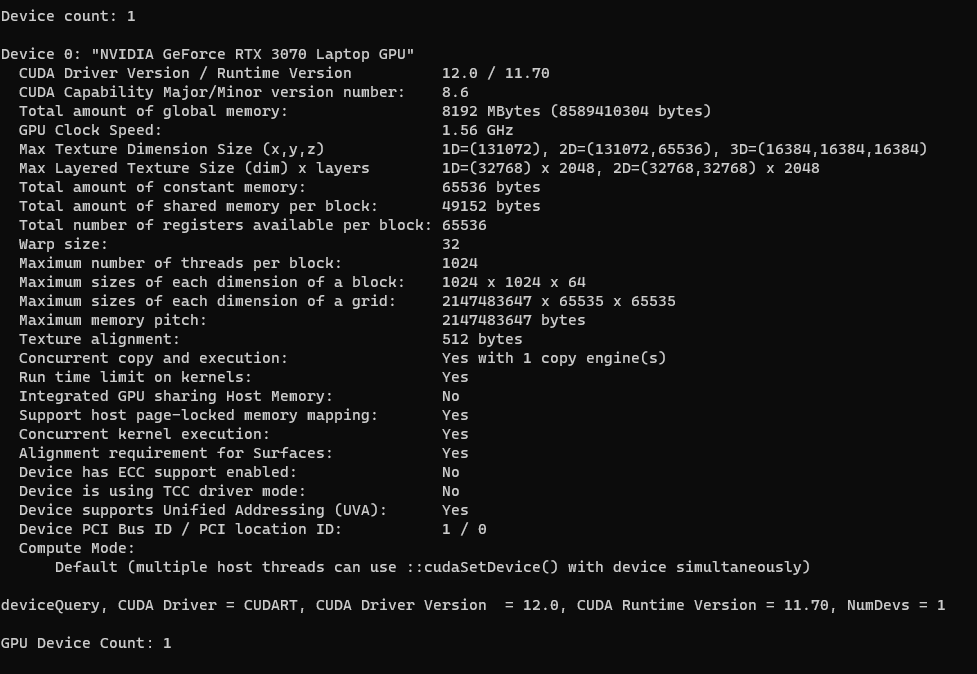 Device count: 1
Device 0: "NVIDIA GeForce RTX 3070 Laptop GPU"
CUDA Driver Version / Runtime Version 12.0 / 11.70
CUDA Capability Major/Minor version number: 8.6
Total amount of global memory: 8192 MBytes (8589410304 bytes)
GPU Clock Speed: 1.56 GHz
Max Texture Dimension Size (x,y,z) 1D=(131072), 2D=(131072,65536), 3D=(16384,16384,16384)
Max Layered Texture Size (dim) x layers 1D=(32768) x 2048, 2D=(32768,32768) x 2048
Total amount of constant memory: 65536 bytes
Total amount of shared memory per block: 49152 bytes
Total number of registers available per block: 65536
Warp size: 32
Maximum number of threads per block: 1024
Maximum sizes of each dimension of a block: 1024 x 1024 x 64
Maximum sizes of each dimension of a grid: 2147483647 x 65535 x 65535
Maximum memory pitch: 2147483647 bytes
Texture alignment: 512 bytes
Concurrent copy and execution: Yes with 1 copy engine(s)
Run time limit on kernels: Yes
Integrated GPU sharing Host Memory: No
Support host page-locked memory mapping: Yes
Concurrent kernel execution: Yes
Alignment requirement for Surfaces: Yes
Device has ECC support enabled: No
Device is using TCC driver mode: No
Device supports Unified Addressing (UVA): Yes
Device PCI Bus ID / PCI location ID: 1 / 0
Compute Mode:
Default (multiple host threads can use ::cudaSetDevice() with device simultaneously)
deviceQuery, CUDA Driver = CUDART, CUDA Driver Version  = 12.0, CUDA Runtime Version = 11.70, NumDevs = 1
GPU Device Count: 1